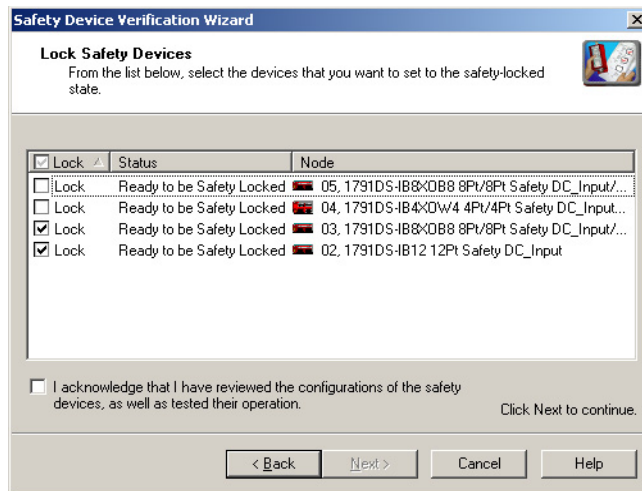 Safety Device Verification Wizard
Lock Safety Devices
From the list below, select the devices that you want to set to the safety-locked
state.
Lock Status Node
Lock Ready to be Safety Locked 05, 1791DS-IB8XOB8 8Pt/8Pt Safety DC_Input/...
Lock Ready to be Safety Locked 04, 1791DS-IB4XOW4 4Pt/4Pt Safety DC_Input...
Lock Ready to be Safety Locked 03, 1791DS-IB8XOB8 8Pt/8Pt Safety DC_Input/...
Lock Ready to be Safety Locked 02, 1791DS-IB12 12Pt Safety DC_Input
I acknowledge that I have reviewed the configurations of the safety
devices, as well as tested their operation.
Click Next to continue.
< Back Next > Cancel Help